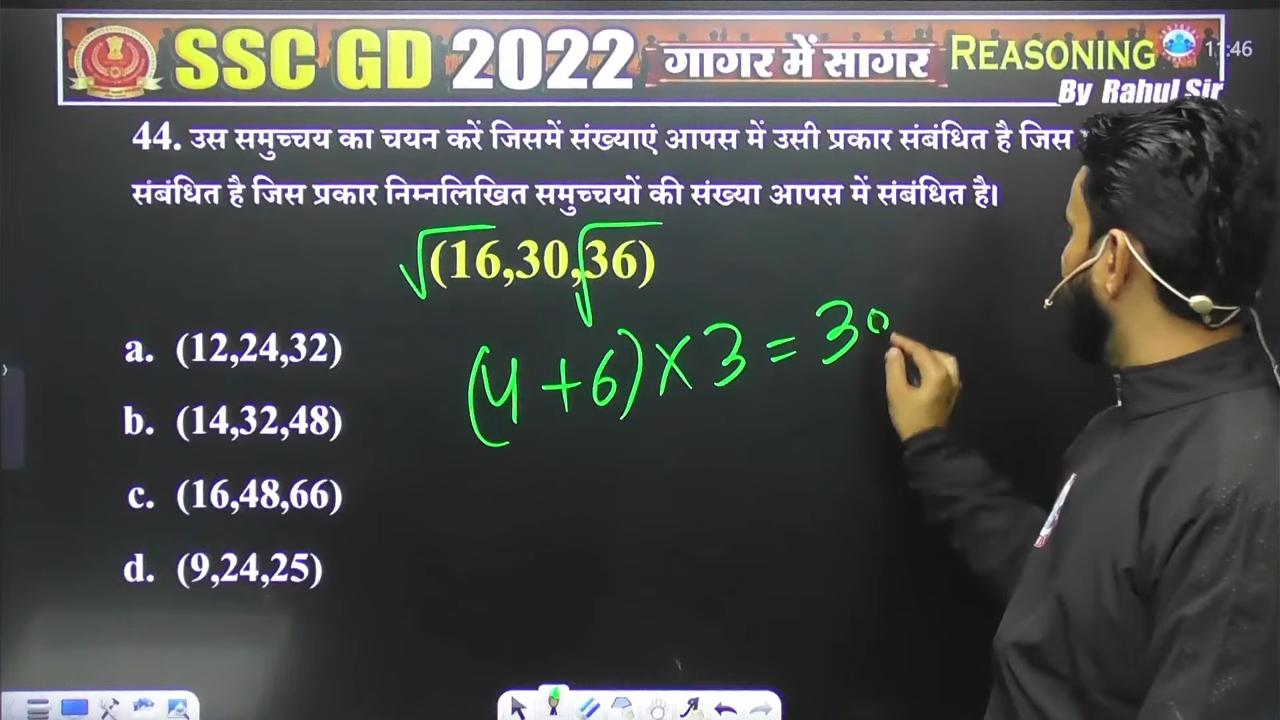 SSC GD 2022 गागर में सागर REASONING
By Rahul Sir
44. उस समुच्चय का चयन करें जिसमें संख्याएं आपस में उसी प्रकार संबंधित है जिस
संबंधित है जिस प्रकार निम्नलिखित समुच्चयों की संख्या आपस में संबंधित है।
√(16,30,√36)
(4+6)×3=30
a. (12,24,32)
b. (14,32,48)
c. (16,48,66)
d. (9,24,25)